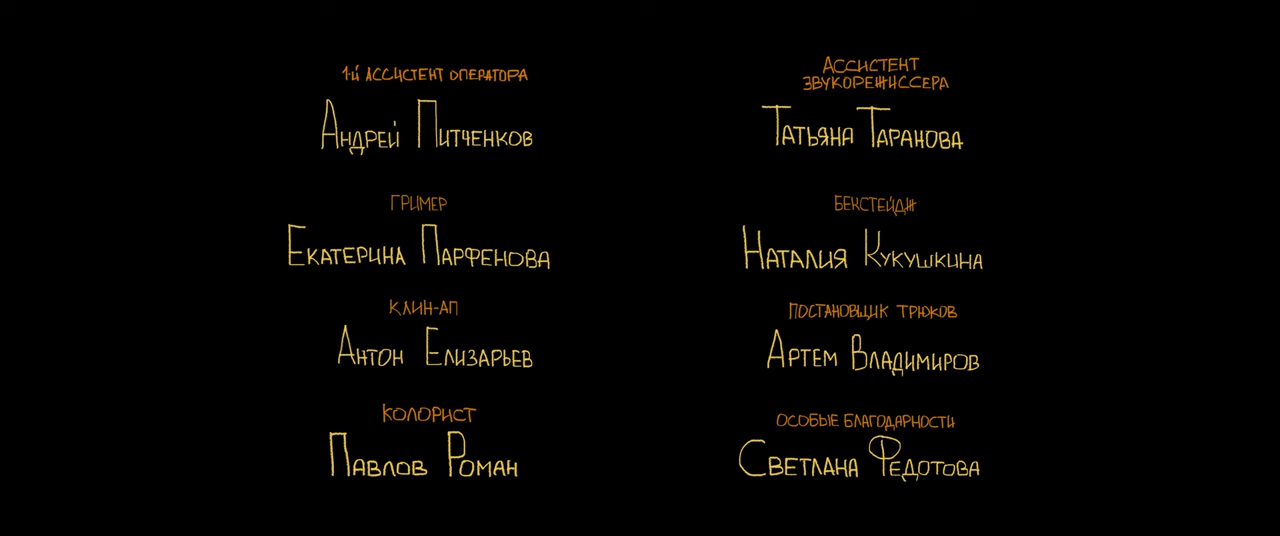 1-й АССИСТЕНТ ОПЕРАТОРА
АНДРЕЙ ПИТЧЕНКОВ
ГРИМЕР
ЕКАТЕРИНА ПАРФЕНОВА
КЛИН-АП
АНТОН ЕЛИЗАРЬЕВ
КОЛОРИСТ
ПАВЛОВ РОМАН
АССИСТЕНТ
ЗВУКОРЕЖИССЕРА
ТАТЬЯНА ТАРАНОВА
БЕКСТЕЙДЖ
НАТАЛИЯ КУКУШКИНА
ПОСТАНОВЩИК ТРЮКОВ
АРТЕМ ВЛАДИМИРОВ
ОСОБЫЕ БЛАГОДАРНОСТИ
СВЕТЛАНА ФЕДОТОВА